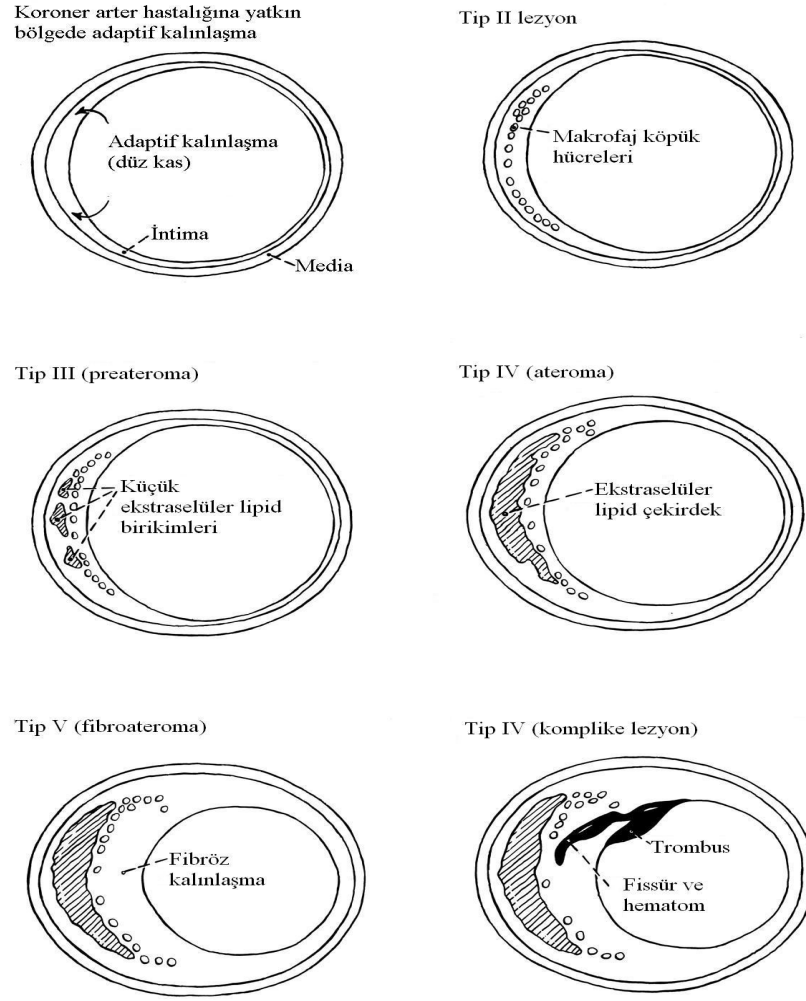 Koroner arter hastalığına yatkın
bölgede adaptif kalınlaşma
Adaptif kalınlaşma
(düz kas)
İntima
Media
Tip II lezyon
Makrofaj köpük
hücreleri
Tip III (preateroma)
Küçük
ekstraselüler lipid
birikimleri
Tip IV (ateroma)
Ekstraselüler
lipid çekirdek
Tip V (fibroateroma)
Fibröz
kalınlaşma
Tip IV (komplike lezyon)
Trombus
Fissür ve
hematom